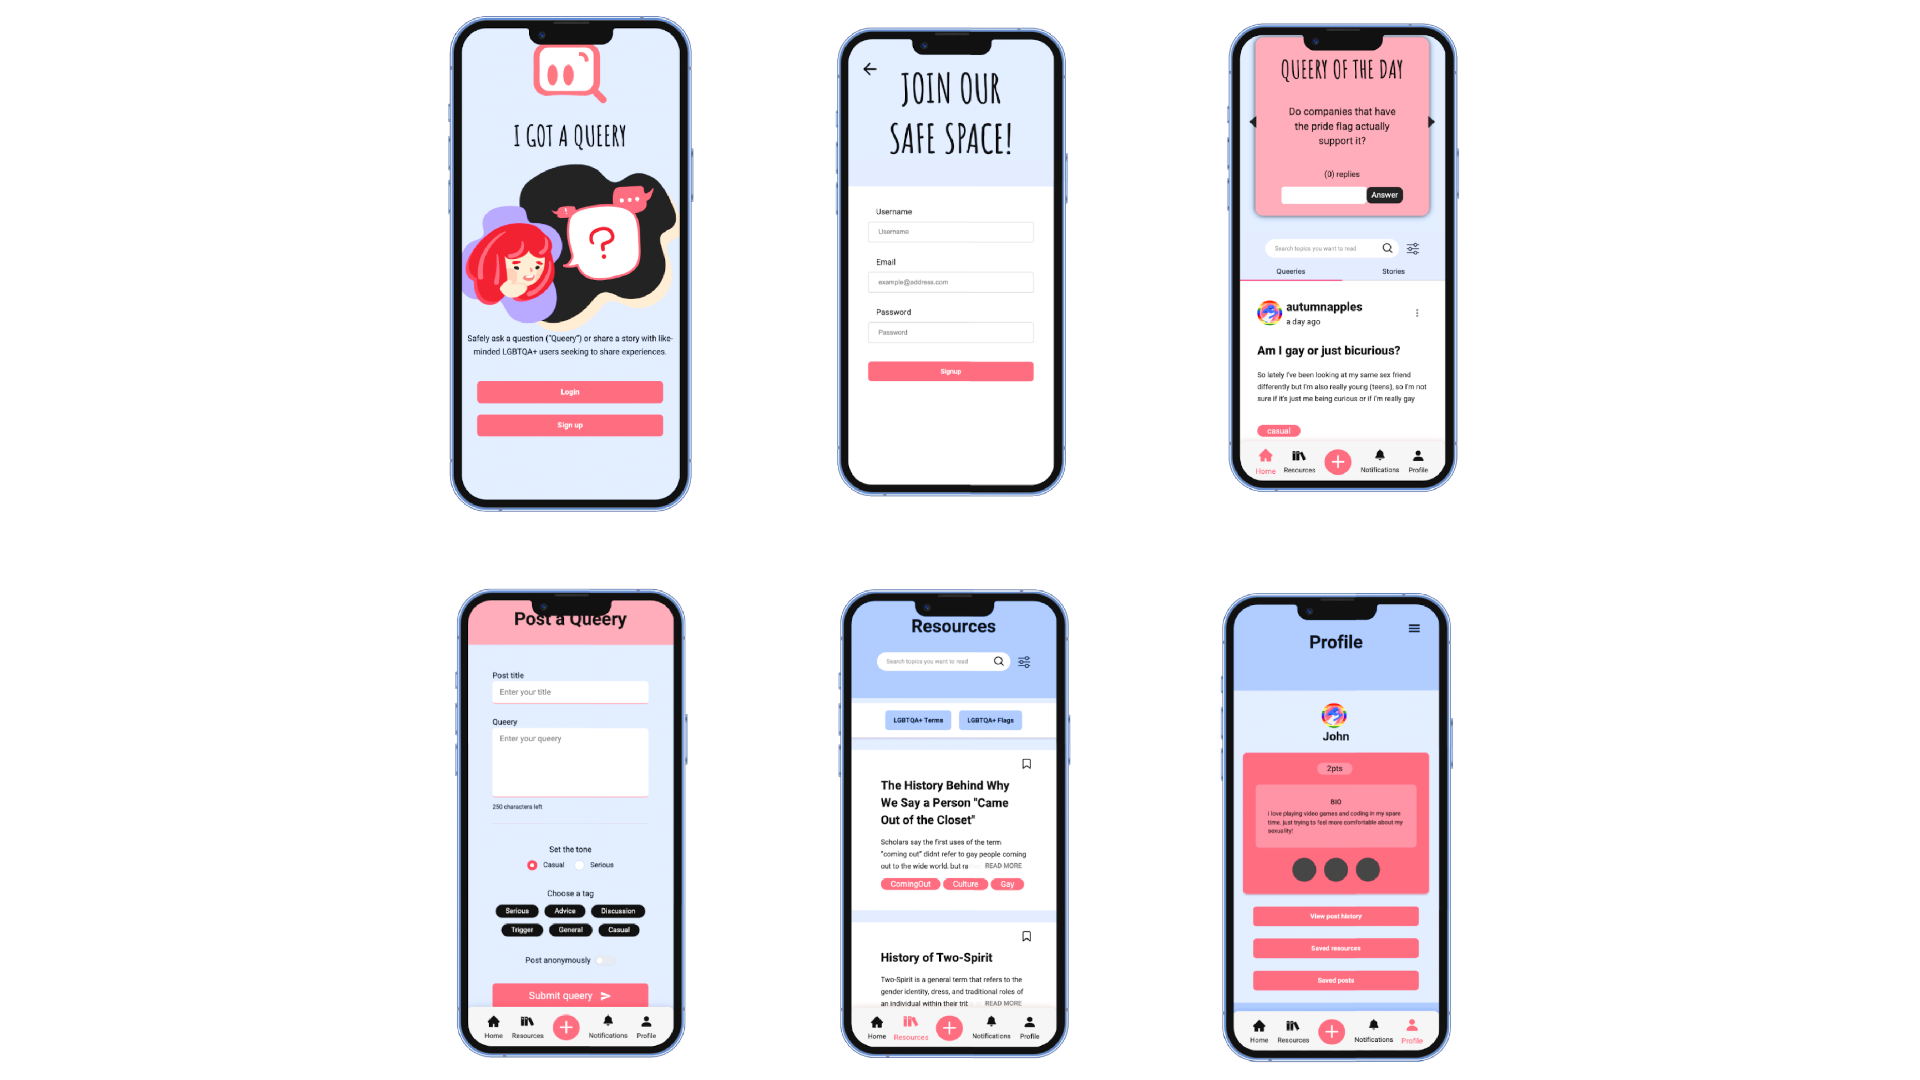 I GOT A QUEERY
?
Safely ask a question ("Queery") or share a story with like-
minded LGBTQA+ users seeking to share experiences.
Login
Sign up
JOIN OUR
SAFE SPACE!
Username
Username
Email
example@address.com
Password
Password
Signup
QUEERY OF THE DAY
Do companies that have
the pride flag actually
support it?
(0) replies
Answer
Search topics you want to read
Queeries
Stories
autumnapples
a day ago
Am I gay or just bicurious?
So lately I've been looking at my same sex friend
differently but I'm also really young (teens), so I'm not
sure if it's just me being curious or if i'm really gay
casual
Home
Resources
Notifications
Profile
Post a Queery
Post title
Enter your title
Queery
Enter your queery
250 characters left
Set the tone
Casual
Serious
Choose a tag
Serious
Advice
Discussion
Trigger
General
Casual
Post anonymously
Submit queery
Home
Resources
Notifications
Profile
Resources
Search topics you want to read
LGBTQA+ Terms
LGBTQA+ Flags
The History Behind Why
We Say a Person "Came
Out of the Closet"
Scholars say the first uses of the term
"coming out" didnt refer to gay people coming
out to the wide world. but ra READ MORE
ComingOut
Culture
Gay
History of Two-Spirit
Two-Spirit is a general term that refers to the
gender identity, dress, and traditional roles of
an individual within their trib READ MORE
Home
Resources
Notifications
Profile
Profile
John
2pts
BIO
I love playing video games and coding in my spare
time. just trying to feel more comfortable about my
sexuality!
View post history
Saved resources
Saved posts
Home
Resources
Notifications
Profile